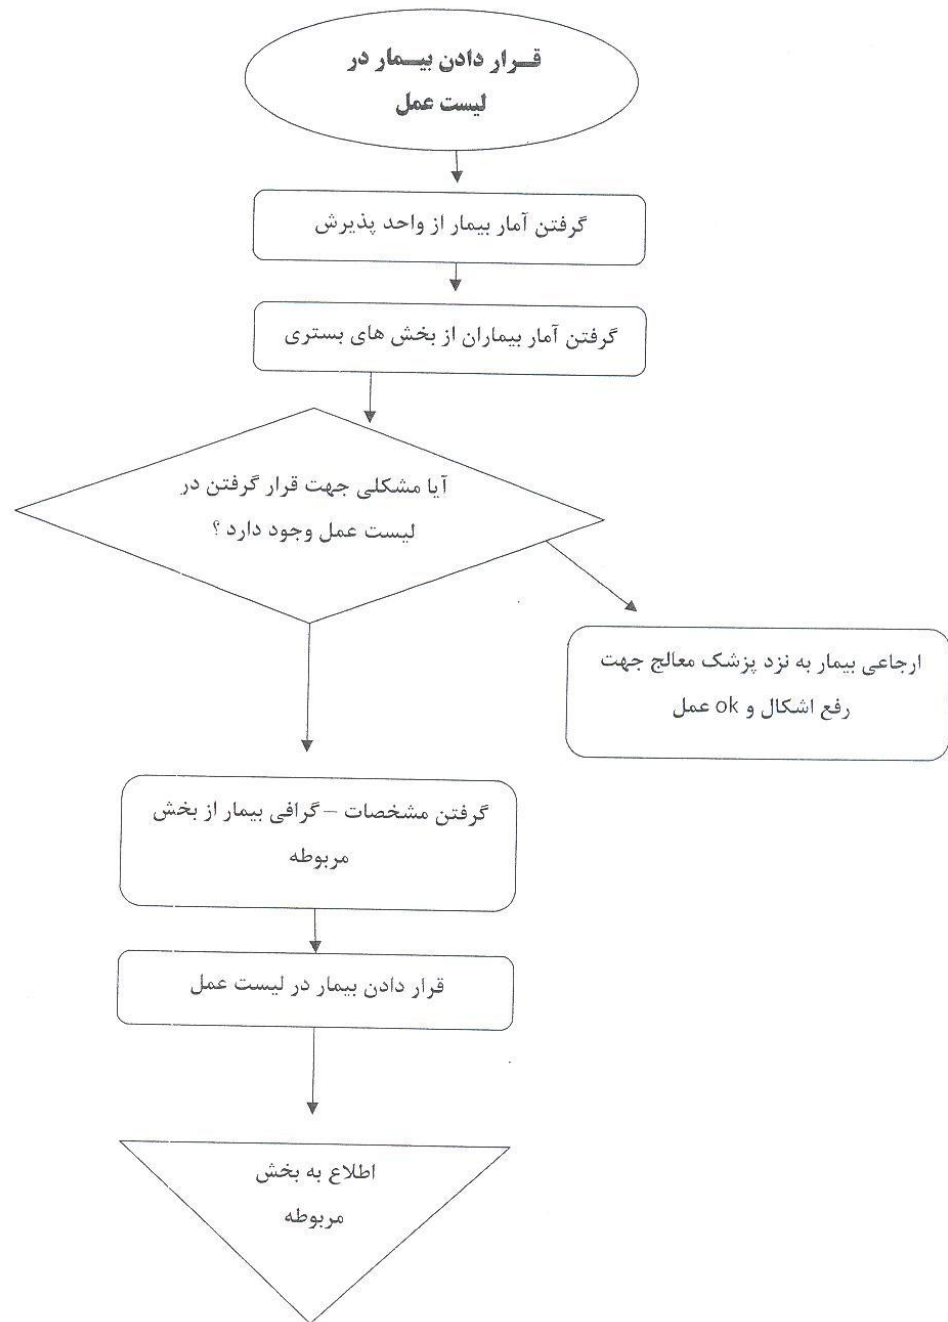 قرار دادن بیمار در
لیست عمل
گرفتن آمار بیمار از واحد پذیرش
گرفتن آمار بیماران از بخش های بستری
آیا مشکلی جهت قرار گرفتن در
لیست عمل وجود دارد ؟
ارجاعی بیمار به نزد پزشک معالج جهت
رفع اشکال و ok عمل
گرفتن مشخصات – گرافی بیمار از بخش
مربوطه
قرار دادن بیمار در لیست عمل
اطلاع به بخش
مربوطه